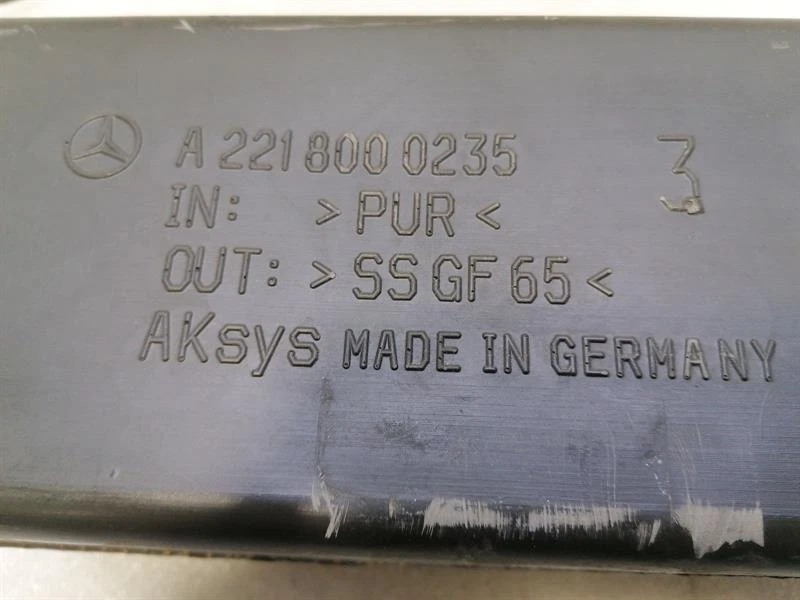 A 221 800 0235 3
IN: >PUR<
OUT: >SS GF 65<
AKsys MADE IN GERMANY